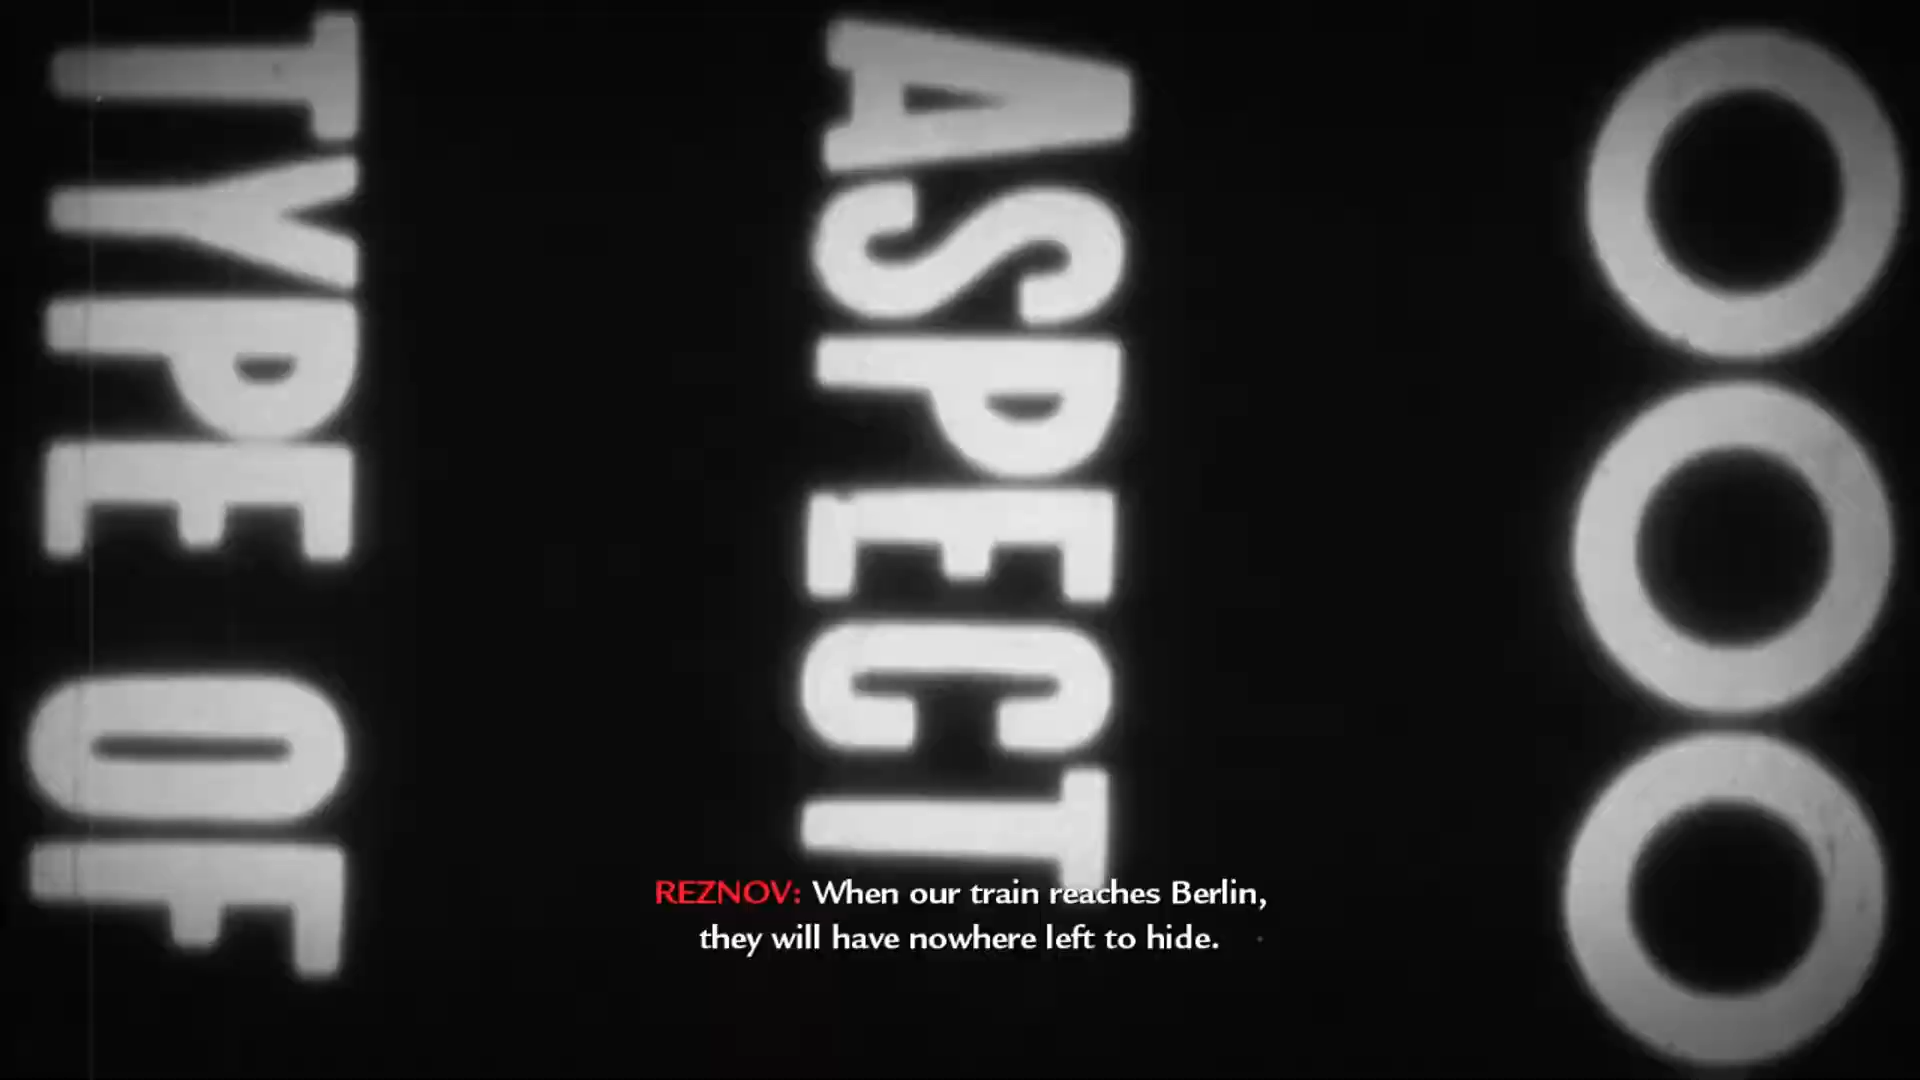 TYPE OF
ASPECT
OOO
REZNOV: When our train reaches Berlin,
they will have nowhere left to hide.